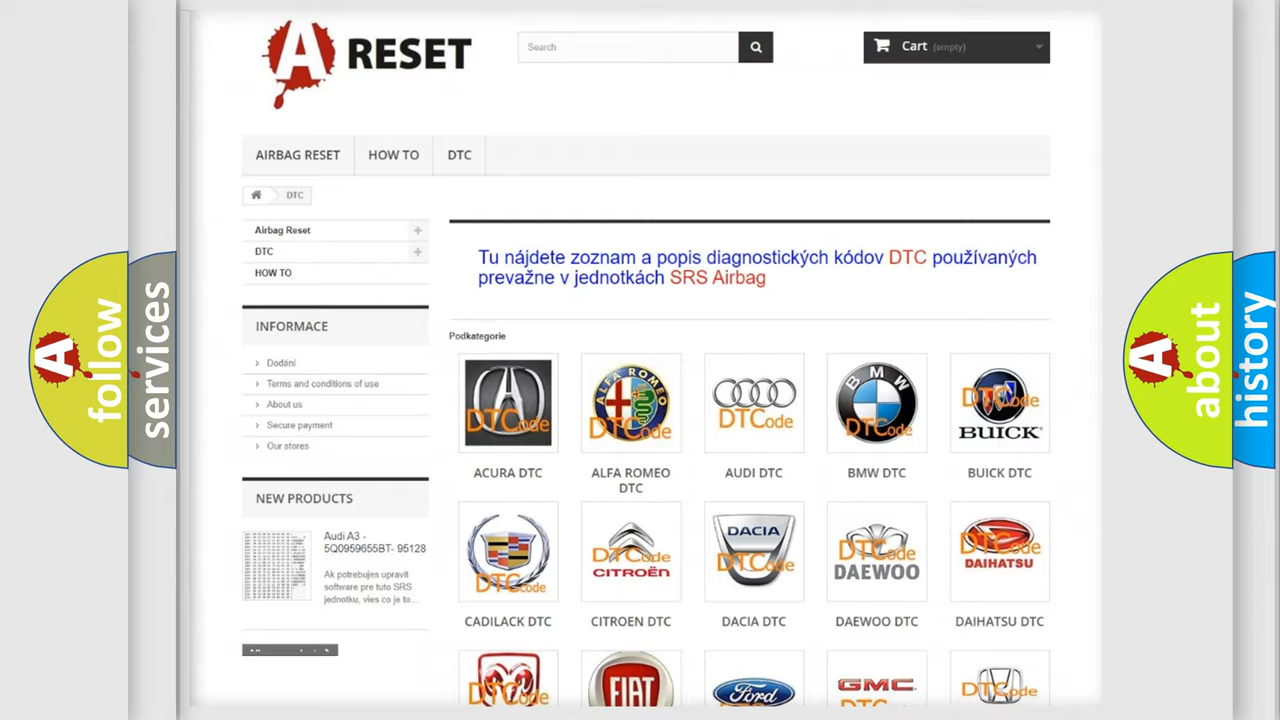 A RESET
Search
Cart (empty)
AIRBAG RESET
HOW TO
DTC
DTC
Airbag Reset
DTC
HOW TO
Tu nájdete zoznam a popis diagnostických kódov DTC používaných
prevažne v jednotkách SRS Airbag
INFORMACE
Dodání
Terms and conditions of use
About us
Secure payment
Our stores
NEW PRODUCTS
Audi A3 -
5Q0959655BT- 95128
Ak potrebujes upravit
software pre tuto SRS
jednotku, vies co je to...
Podkategorie
DTCode
ALFA ROMEO
DTCode
DTCode
BMW
DTCode
DTCode
BUICK
ACURA DTC
ALFA ROMEO
DTC
AUDI DTC
BMW DTC
BUICK DTC
DTCode
DTCode
CITROËN
DACIA
DTCode
DTCode
DAEWOO
DTCode
DAIHATSU
CADILACK DTC
CITROEN DTC
DACIA DTC
DAEWOO DTC
DAIHATSU DTC
DTCode
FIAT
Ford
GMC
DTCode
A follow
services
A about
history